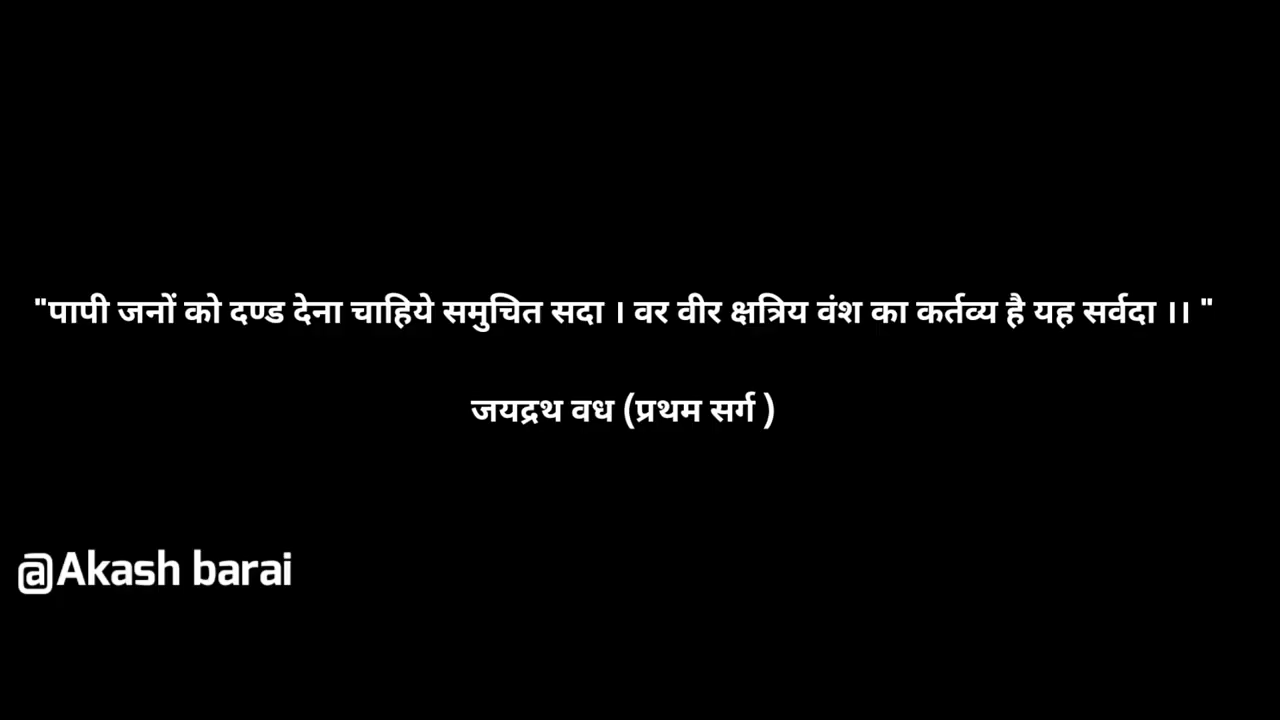 "पापी जनों को दण्ड देना चाहिये समुचित सदा । वर वीर क्षत्रिय वंश का कर्तव्य है यह सर्वदा ।। "
जयद्रथ वध (प्रथम सर्ग )
@Akash barai